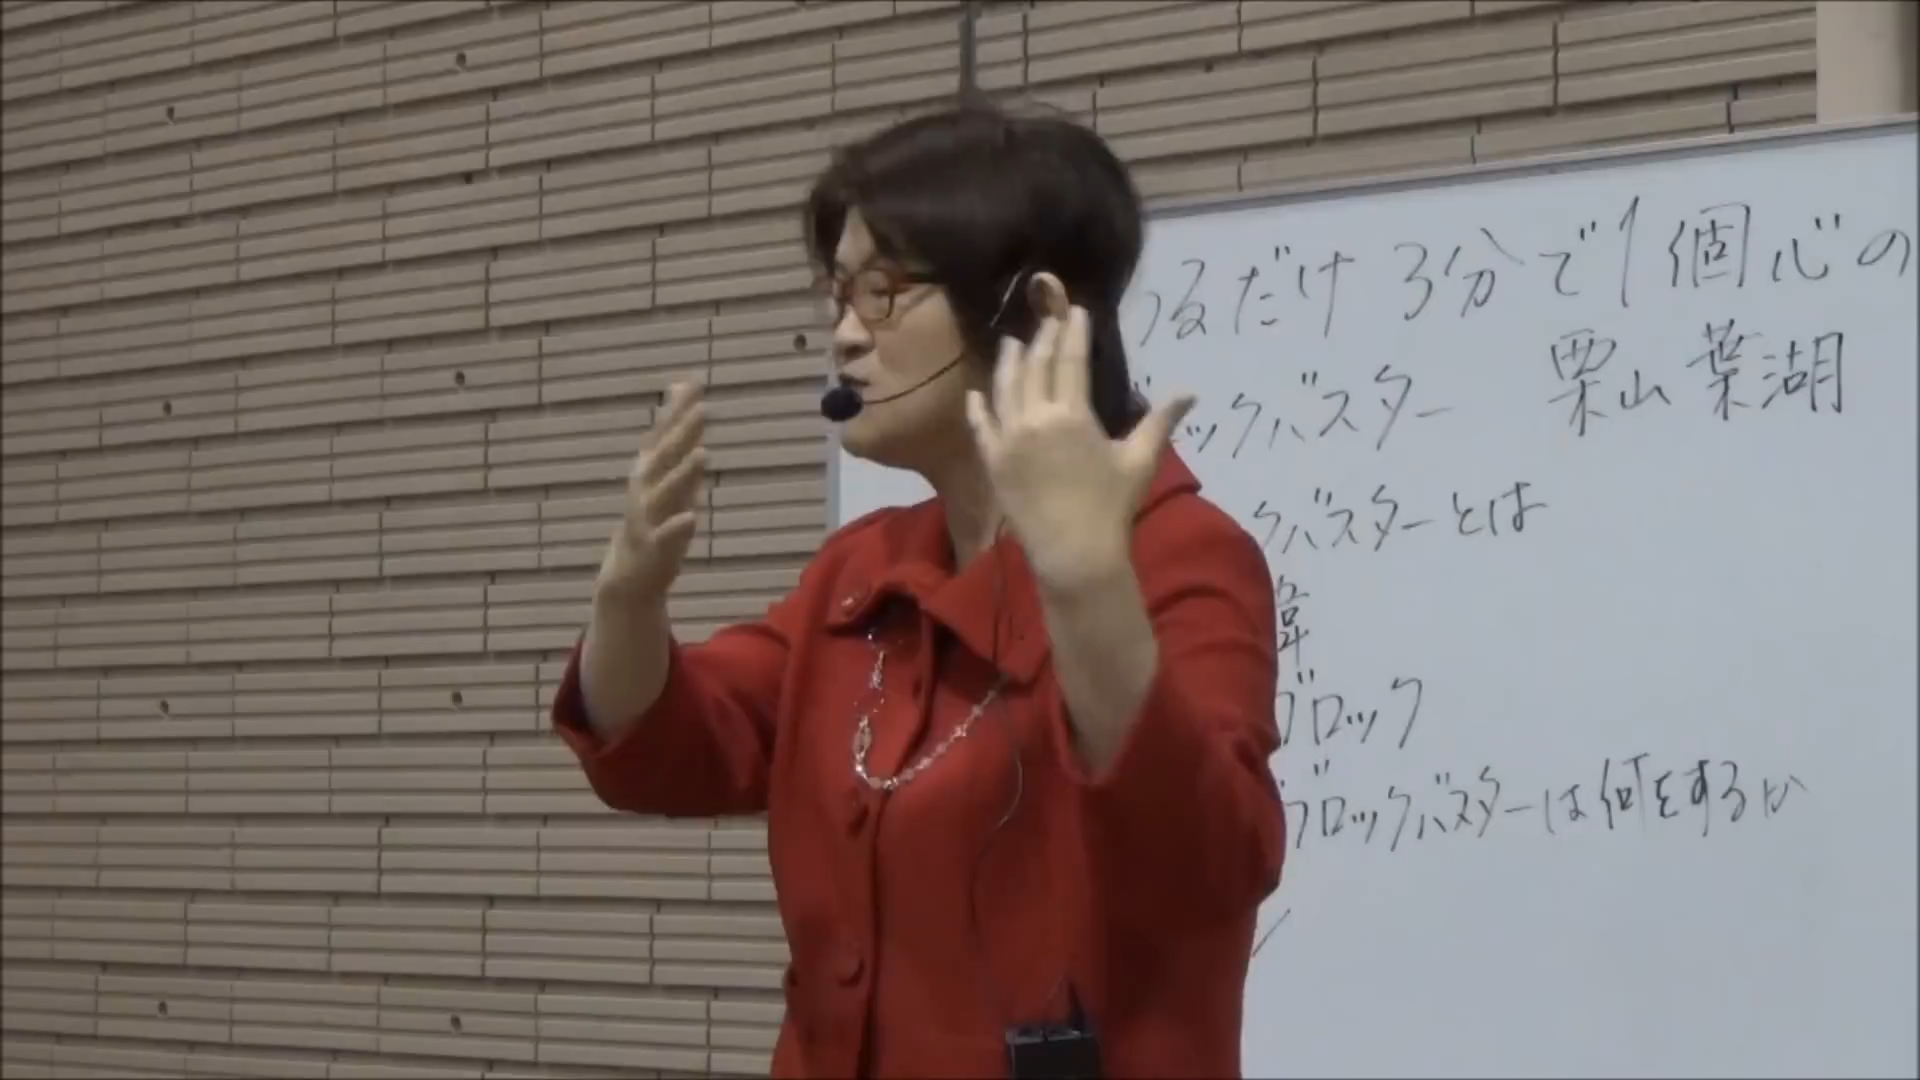 るだけ3分で1個心の
ックバスター 栗山葉湖
クバスターとは
ブロック
ブロックバスターは何をするか